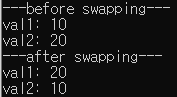 ---before swapping---
val1: 10
val2: 20
---after swapping---
val1: 20
val2: 10